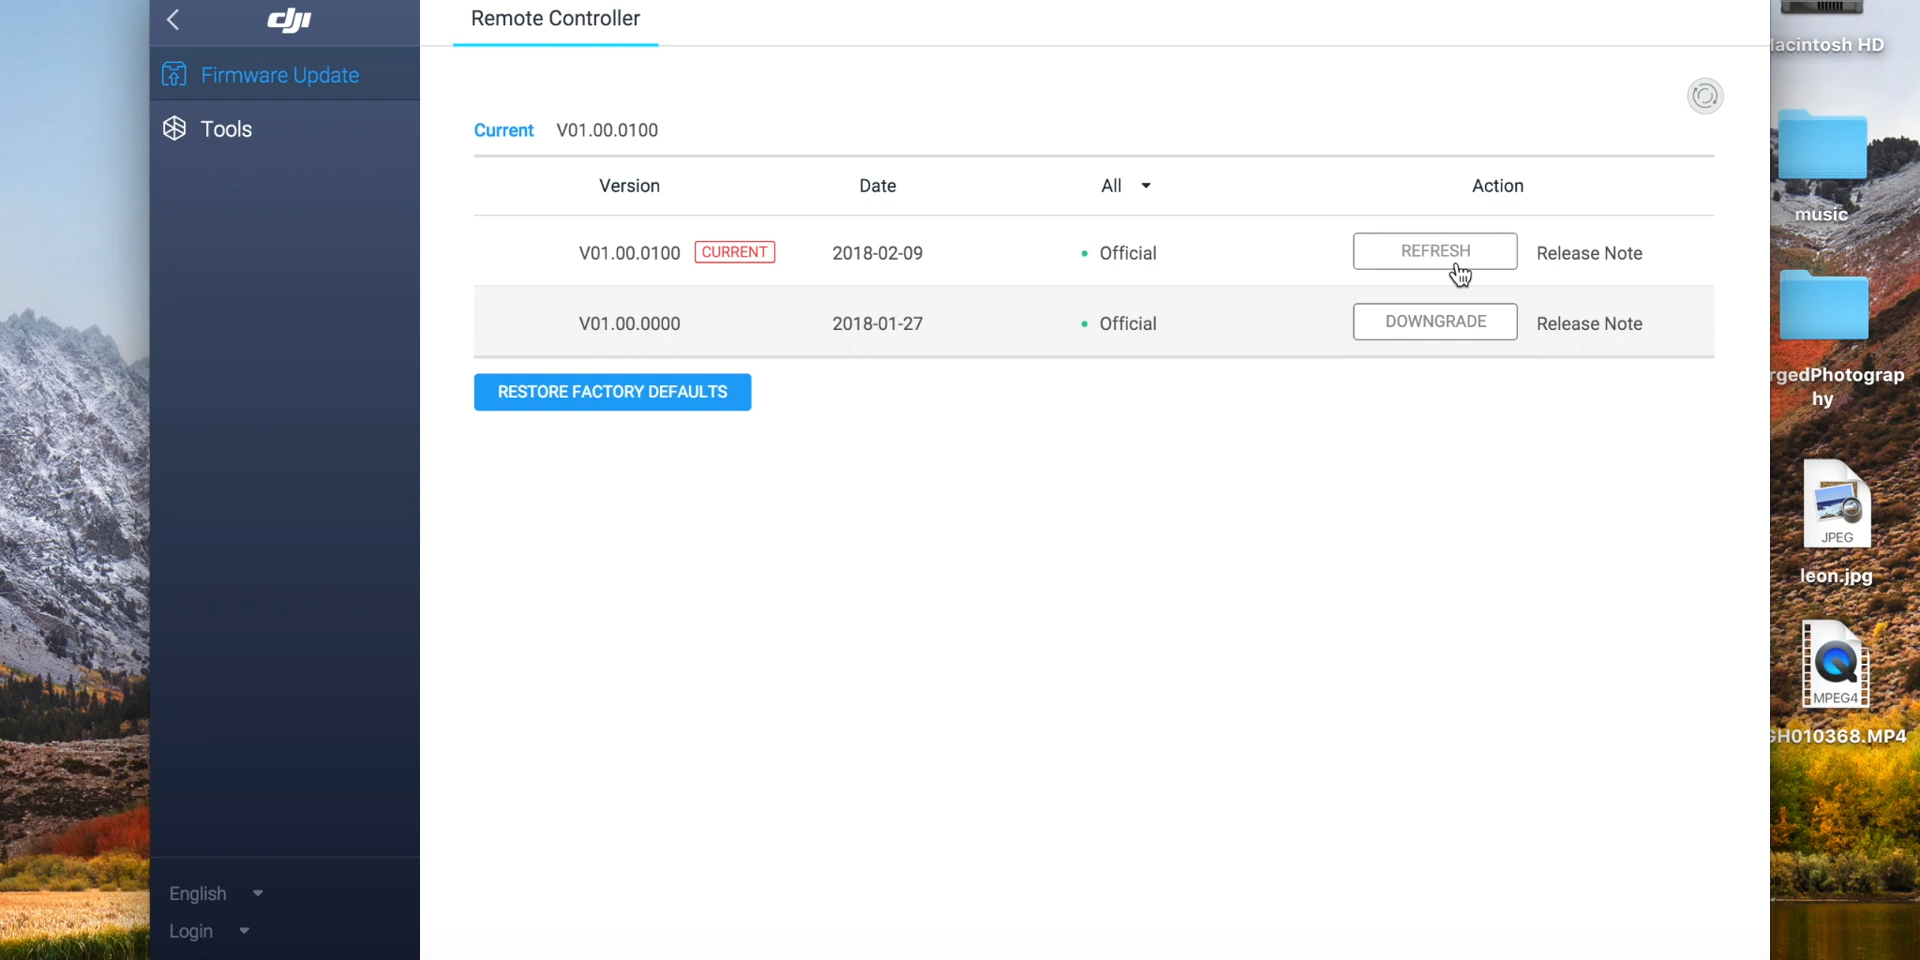 dji
Remote Controller
Firmware Update
Tools
Current V01.00.0100
Version Date All Action
V01.00.0100 CURRENT 2018-02-09 Official REFRESH Release Note
V01.00.0000 2018-01-27 Official DOWNGRADE Release Note
RESTORE FACTORY DEFAULTS
English
Login
acintosh HD
music
rgedPhotograp
hy
JPEG
leon.jpg
MPEG4
GH010368.MP4